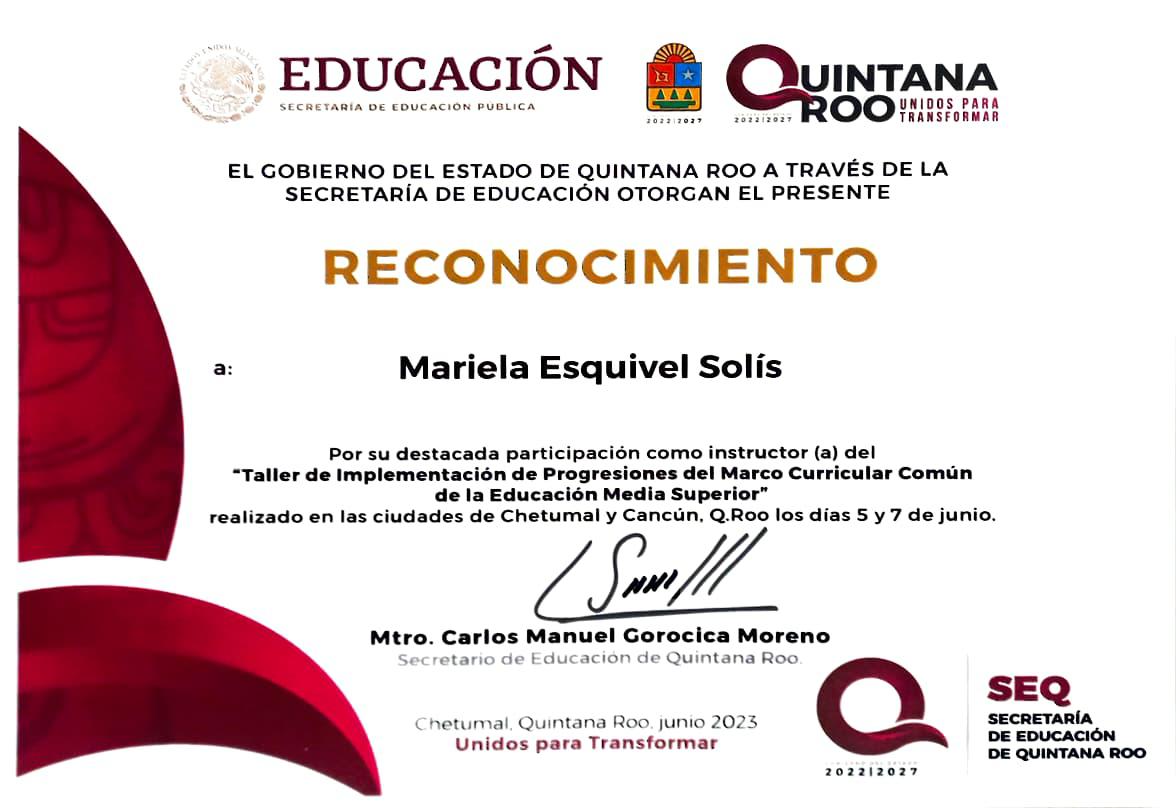 ESTADOS UNIDOS MEXICANOS
EDUCACIÓN
SECRETARÍA DE EDUCACIÓN PÚBLICA
2022|2027
QUINTANA
ROO UNIDOS PARA
TRANSFORMAR
2022|2027
EL GOBIERNO DEL ESTADO DE QUINTANA ROO A TRAVÉS DE LA
SECRETARÍA DE EDUCACIÓN OTORGAN EL PRESENTE
RECONOCIMIENTO
a: Mariela Esquivel Solís
Por su destacada participación como instructor (a) del
"Taller de Implementación de Progresiones del Marco Curricular Común
de la Educación Media Superior"
realizado en las ciudades de Chetumal y Cancún, Q.Roo los días 5 y 7 de junio.
Mtro. Carlos Manuel Gorocica Moreno
Secretario de Educación de Quintana Roo.
Chetumal, Quintana Roo, junio 2023
Unidos para Transformar
2022|2027
SEQ
SECRETARÍA
DE EDUCACIÓN
DE QUINTANA ROO